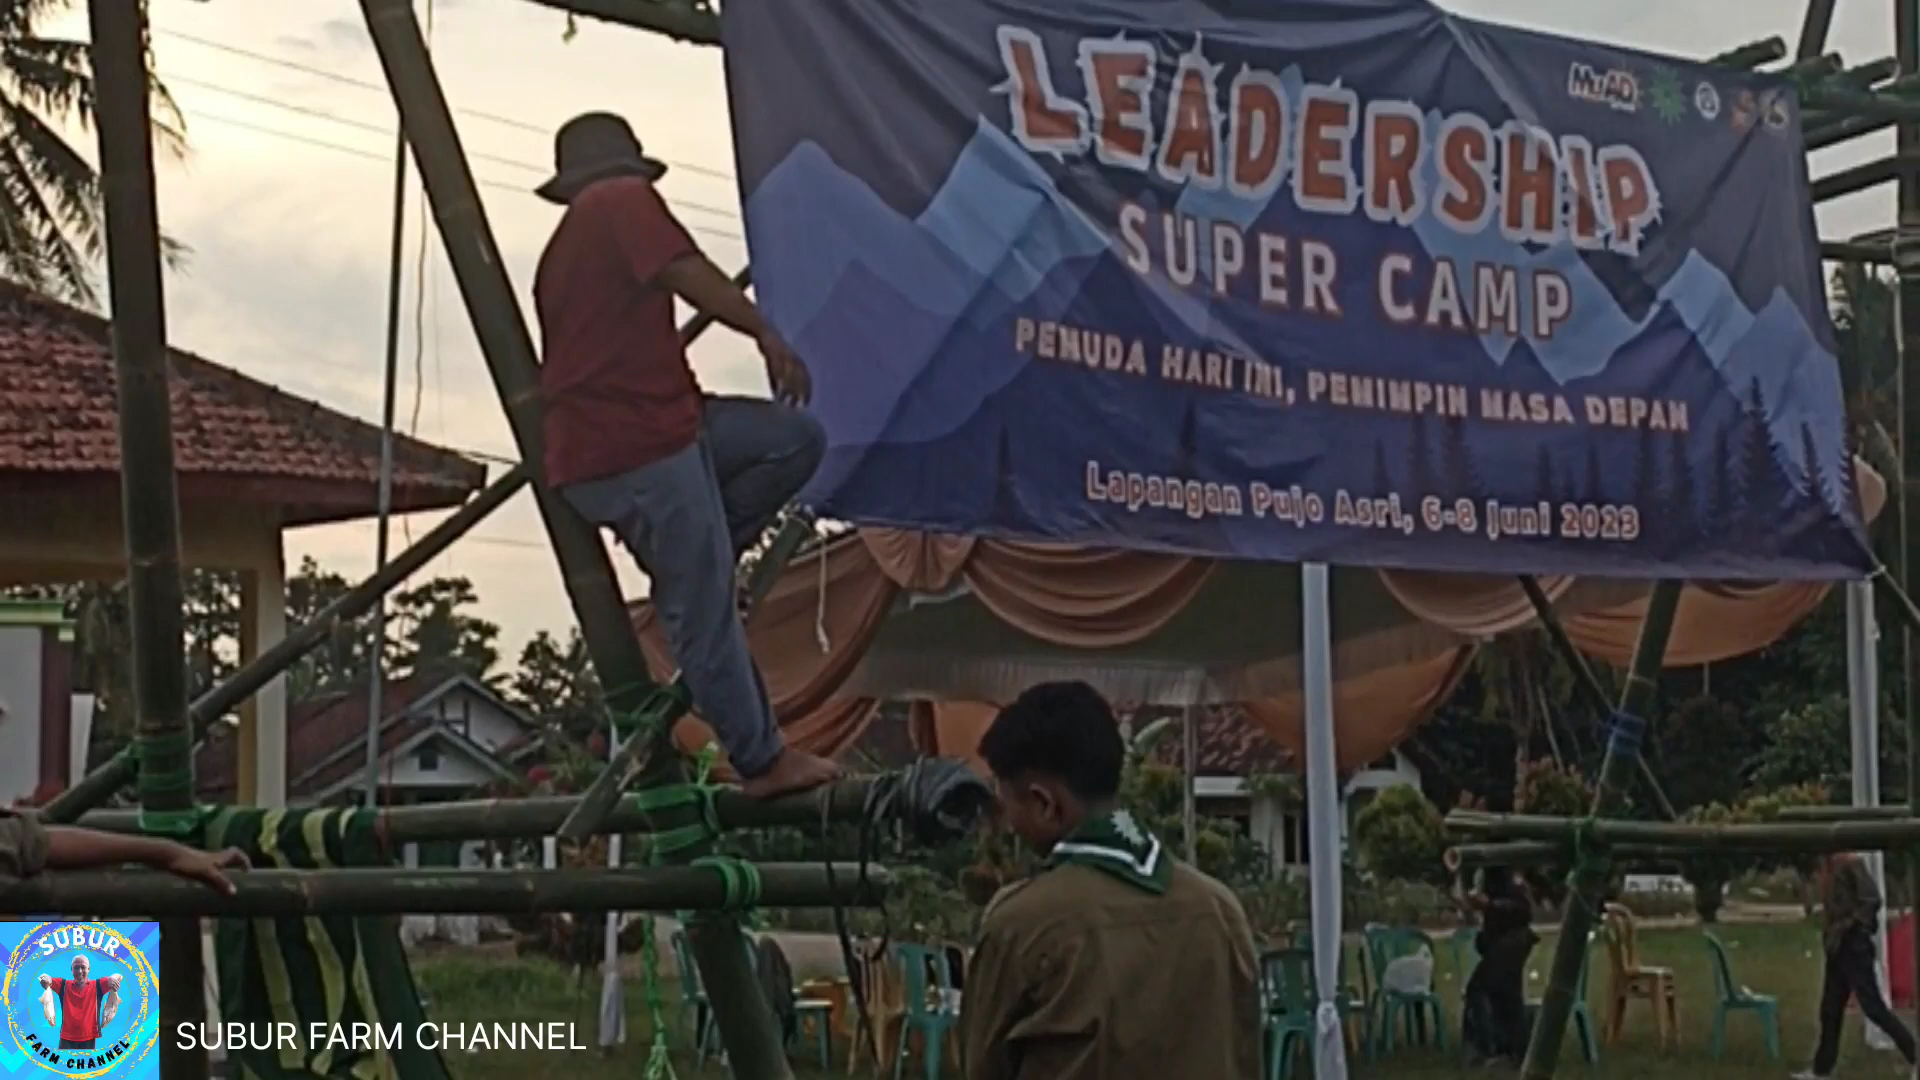 LEADERSHIP
SUPER CAMP
PEMUDA HARI INI, PEMIMPIN MASA DEPAN
Lapangan Pujo Asri, 6-8 Juni 2023
SUBUR
FARM CHANNEL
SUBUR FARM CHANNEL